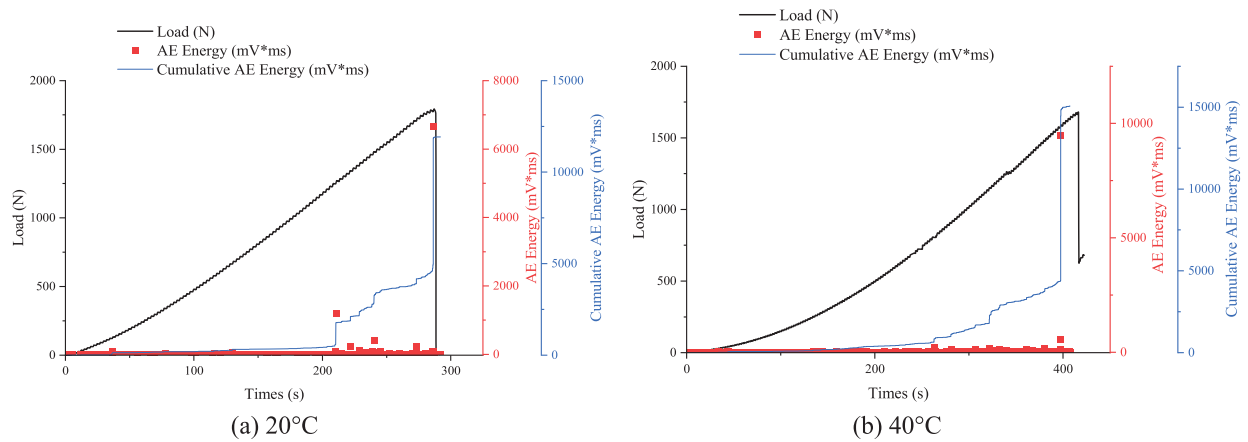 Load (N)
AE Energy (mV*ms)
Cumulative AE Energy (mV*ms)
2000
1500
1000
500
0
Load (N)
0
100
200
300
Times (s)
8000
6000
4000
2000
0
AE Energy (mV*ms)
15000
10000
5000
0
Cumulative AE Energy (mV*ms)
(a) 20°C
Load (N)
AE Energy (mV*ms)
Cumulative AE Energy (mV*ms)
2000
1500
1000
500
0
Load (N)
0
200
400
Times (s)
10000
5000
0
AE Energy (mV*ms)
15000
10000
5000
0
Cumulative AE Energy (mV*ms)
(b) 40°C